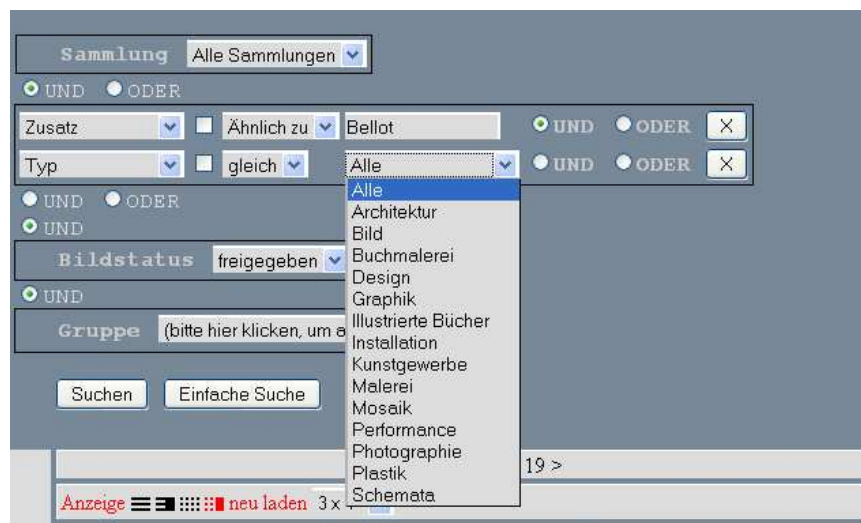 Sammlung Alle Sammlungen
UND ODER
Zusatz Ähnlich zu Bellot UND ODER X
Typ gleich Alle UND ODER X
UND ODER
UND
Bildstatus freigegeben
UND
Gruppe (bitte hier klicken, um a
Alle
Architektur
Bild
Buchmalerei
Design
Graphik
Illustrierte Bücher
Installation
Kunstgewerbe
Malerei
Mosaik
Performance
Photographie
Plastik
Schemata
Suchen Einfache Suche
19 >
Anzeige neu laden 3 x